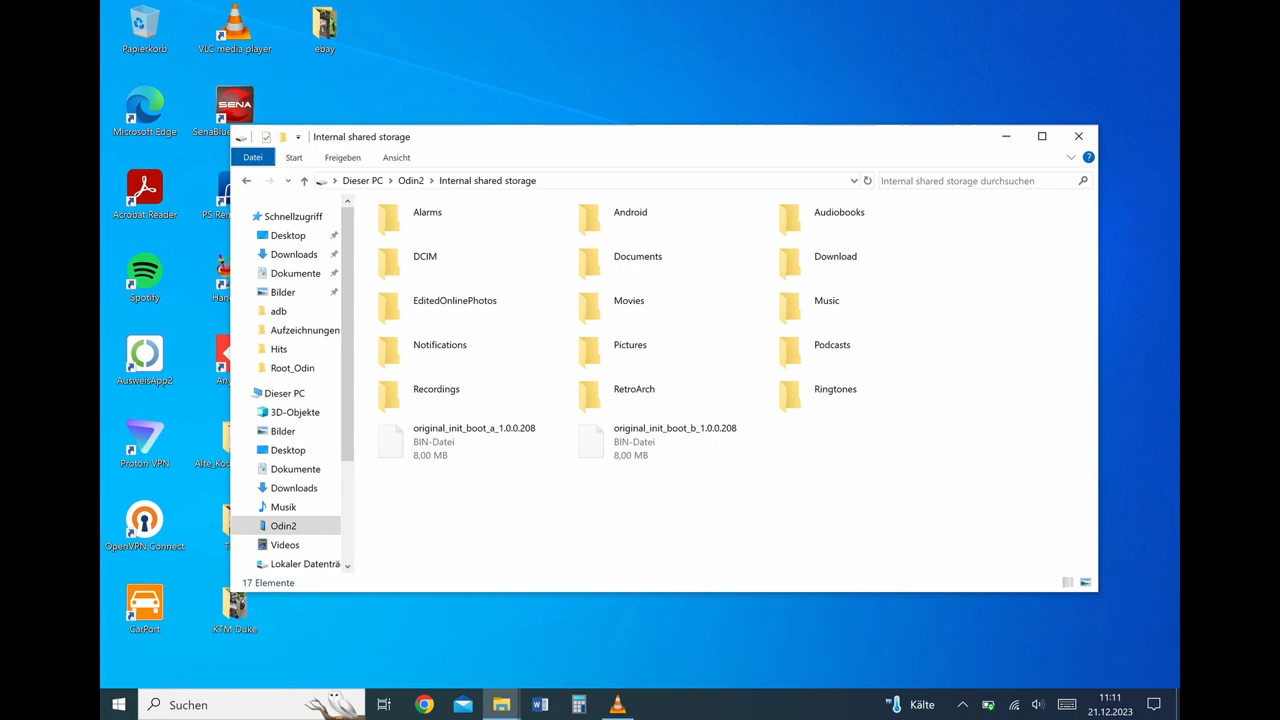 Papierkorb
VLC media player
ebay
Microsoft Edge
SENA
Acrobat Reader
Spotify
AusweisApp2
Proton VPN
OpenVPN Connect
CarPort
KTM Duke
Internal shared storage
Datei
Start
Freigeben
Ansicht
Dieser PC
Odin2
Internal shared storage
Internal shared storage durchsuchen
Schnellzugriff
Desktop
Downloads
Dokumente
Bilder
adb
Aufzeichnungen
Hits
Root_Odin
Dieser PC
3D-Objekte
Bilder
Desktop
Dokumente
Downloads
Musik
Odin2
Videos
Lokaler Datenträ
Alarms
Android
Audiobooks
DCIM
Documents
Download
EditedOnlinePhotos
Movies
Music
Notifications
Pictures
Podcasts
Recordings
RetroArch
Ringtones
original_init_boot_a_1.0.0.208
BIN-Datei
8,00 MB
original_init_boot_b_1.0.0.208
BIN-Datei
8,00 MB
17 Elemente
Suchen
Kälte
11:11
21.12.2023